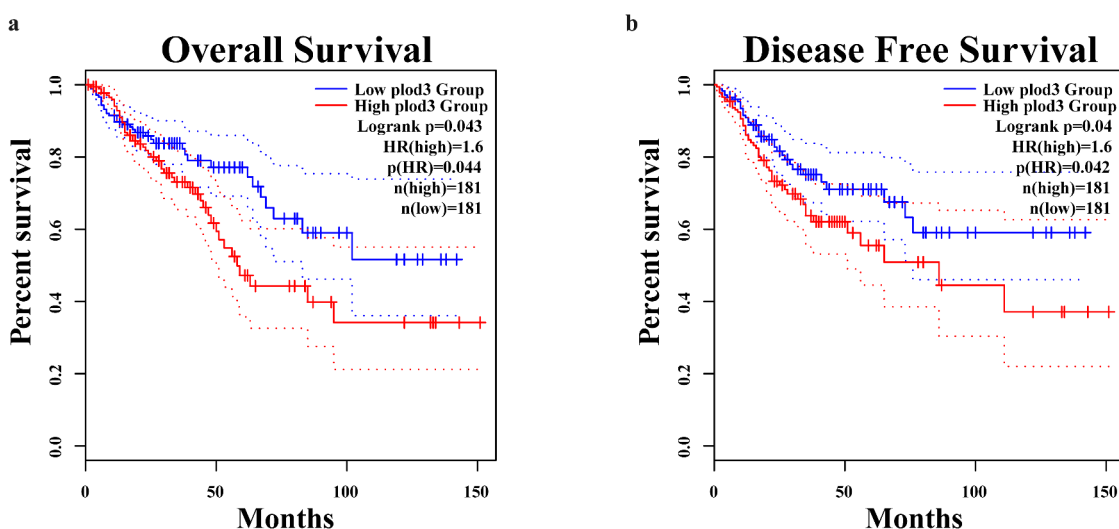 a
Overall Survival
Percent survival
1.0
0.8
0.6
0.4
0.2
0.0
Low plod3 Group
High plod3 Group
Logrank p=0.043
HR(high)=1.6
p(HR)=0.044
n(high)=181
n(low)=181
0 50 100 150
Months
b
Disease Free Survival
Percent survival
1.0
0.8
0.6
0.4
0.2
0.0
Low plod3 Group
High plod3 Group
Logrank p=0.04
HR(high)=1.6
p(HR)=0.042
n(high)=181
n(low)=181
0 50 100 150
Months